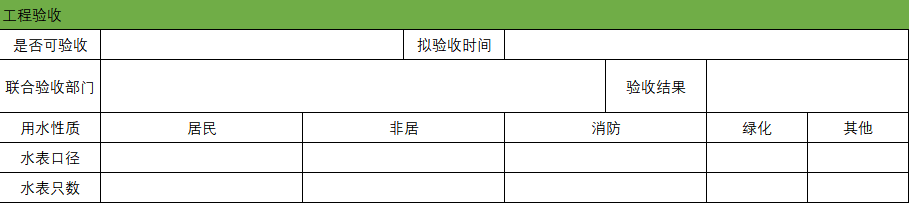 工程验收
是否可验收 拟验收时间
联合验收部门 验收结果
用水性质 居民 非居 消防 绿化 其他
水表口径
水表只数